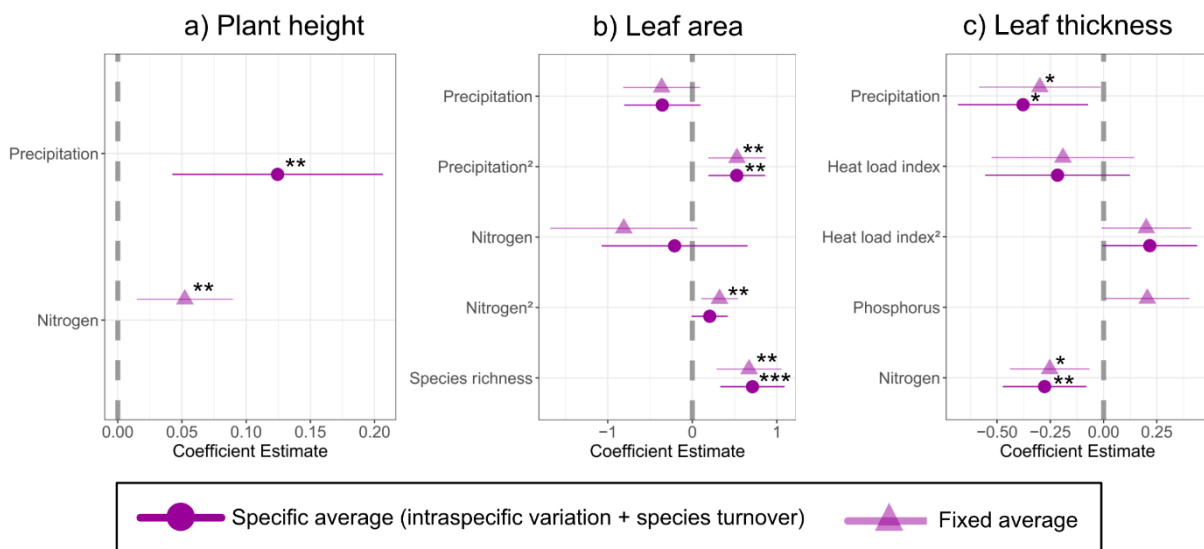 a) Plant height
Precipitation
**
**
Nitrogen
0.00 0.05 0.10 0.15 0.20
Coefficient Estimate
b) Leaf area
Precipitation
Precipitation²
**
**
Nitrogen
Nitrogen²
**
Species richness
**
***
−1 0 1
Coefficient Estimate
c) Leaf thickness
Precipitation
*
*
Heat load index
Heat load index²
Phosphorus
Nitrogen
*
**
−0.50 −0.25 0.00 0.25
Coefficient Estimate
Specific average (intraspecific variation + species turnover) Fixed average